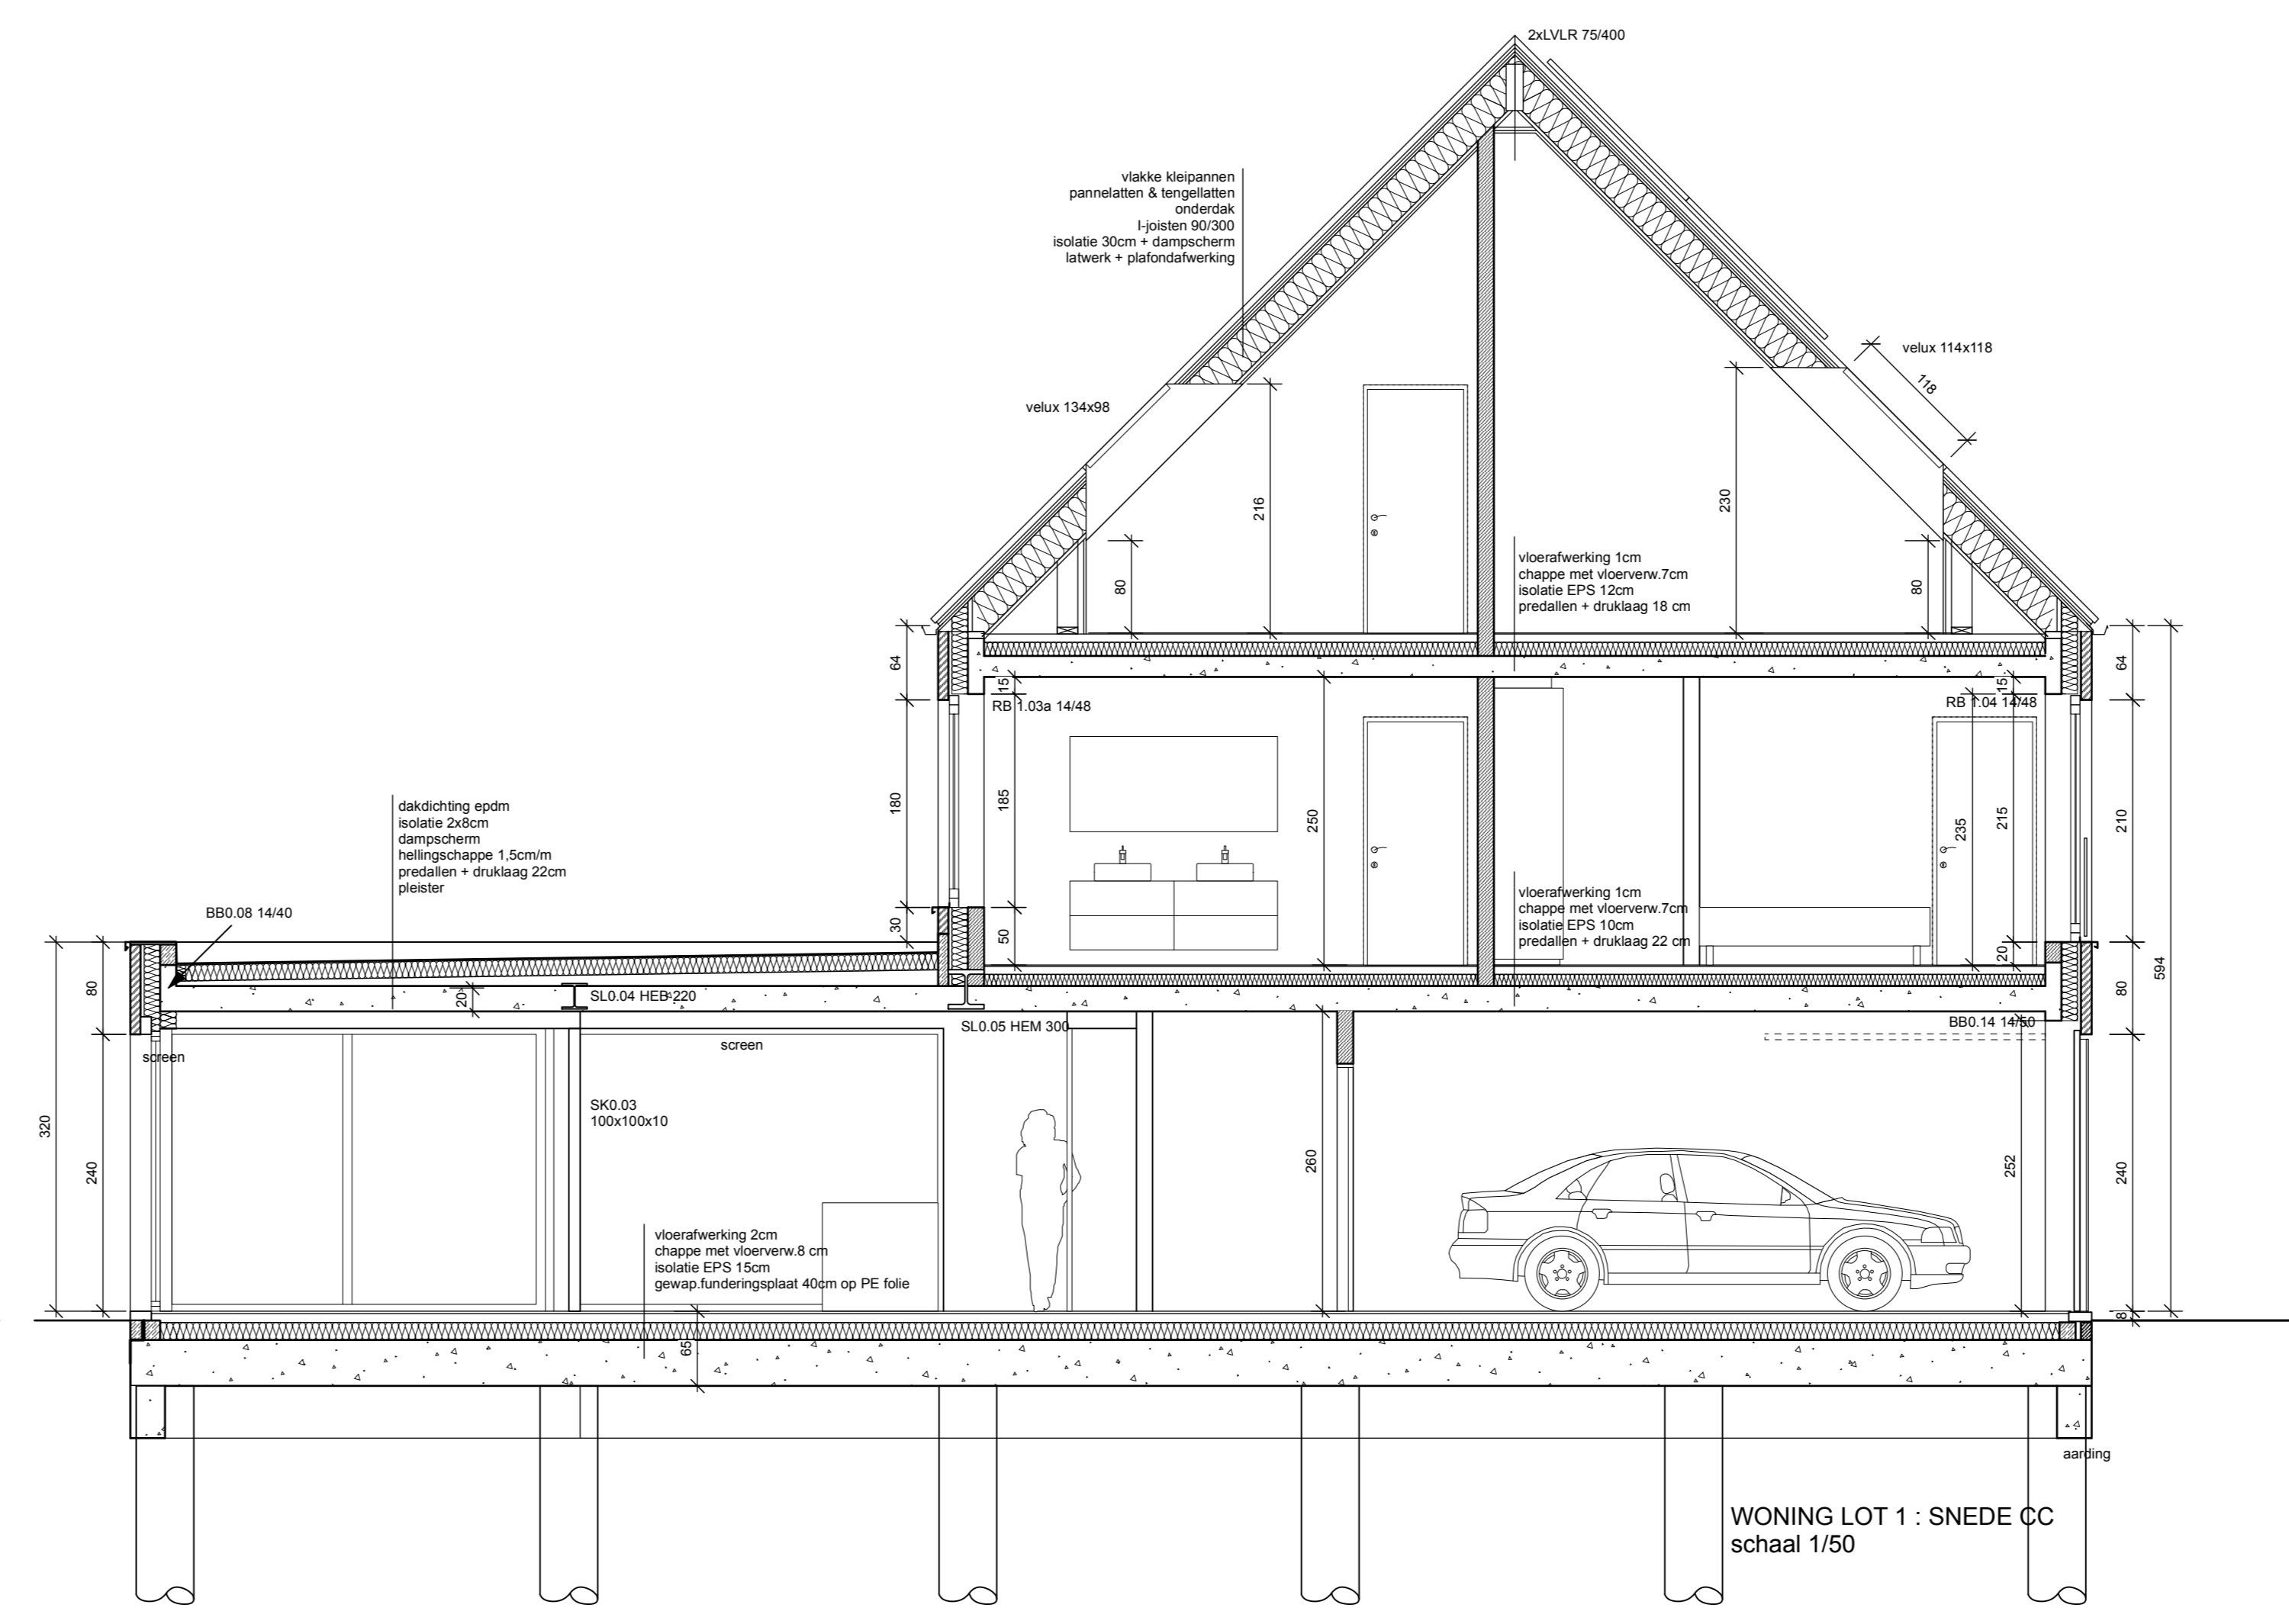 2xLVLR 75/400
vlakke kleipannen
pannelatten & tengellatten
onderdak
I-joisten 90/300
isolatie 30cm + dampscherm
latwerk + plafondafwerking
velux 114x118
118
velux 134x98
216
230
80
80
vloerafwerking 1cm
chappe met vloerverw.7cm
isolatie EPS 12cm
predallen + druklaag 18 cm
64
15
RB 1.03a 14/48
15
RB 1.04 14/48
64
180
185
250
235
215
210
594
dakdichting epdm
isolatie 2x8cm
dampscherm
hellingschappe 1,5cm/m
predallen + druklaag 22cm
pleister
BB0.08 14/40
30
50
vloerafwerking 1cm
chappe met vloerverw.7cm
isolatie EPS 10cm
predallen + druklaag 22 cm
20
80
80
20
SL0.04 HEB 220
SL0.05 HEM 300
BB0.14 14/50
screen
screen
SK0.03
100x100x10
320
240
260
252
240
vloerafwerking 2cm
chappe met vloerverw.8 cm
isolatie EPS 15cm
gewap.funderingsplaat 40cm op PE folie
65
8
aarding
WONING LOT 1 : SNEDE CC
schaal 1/50